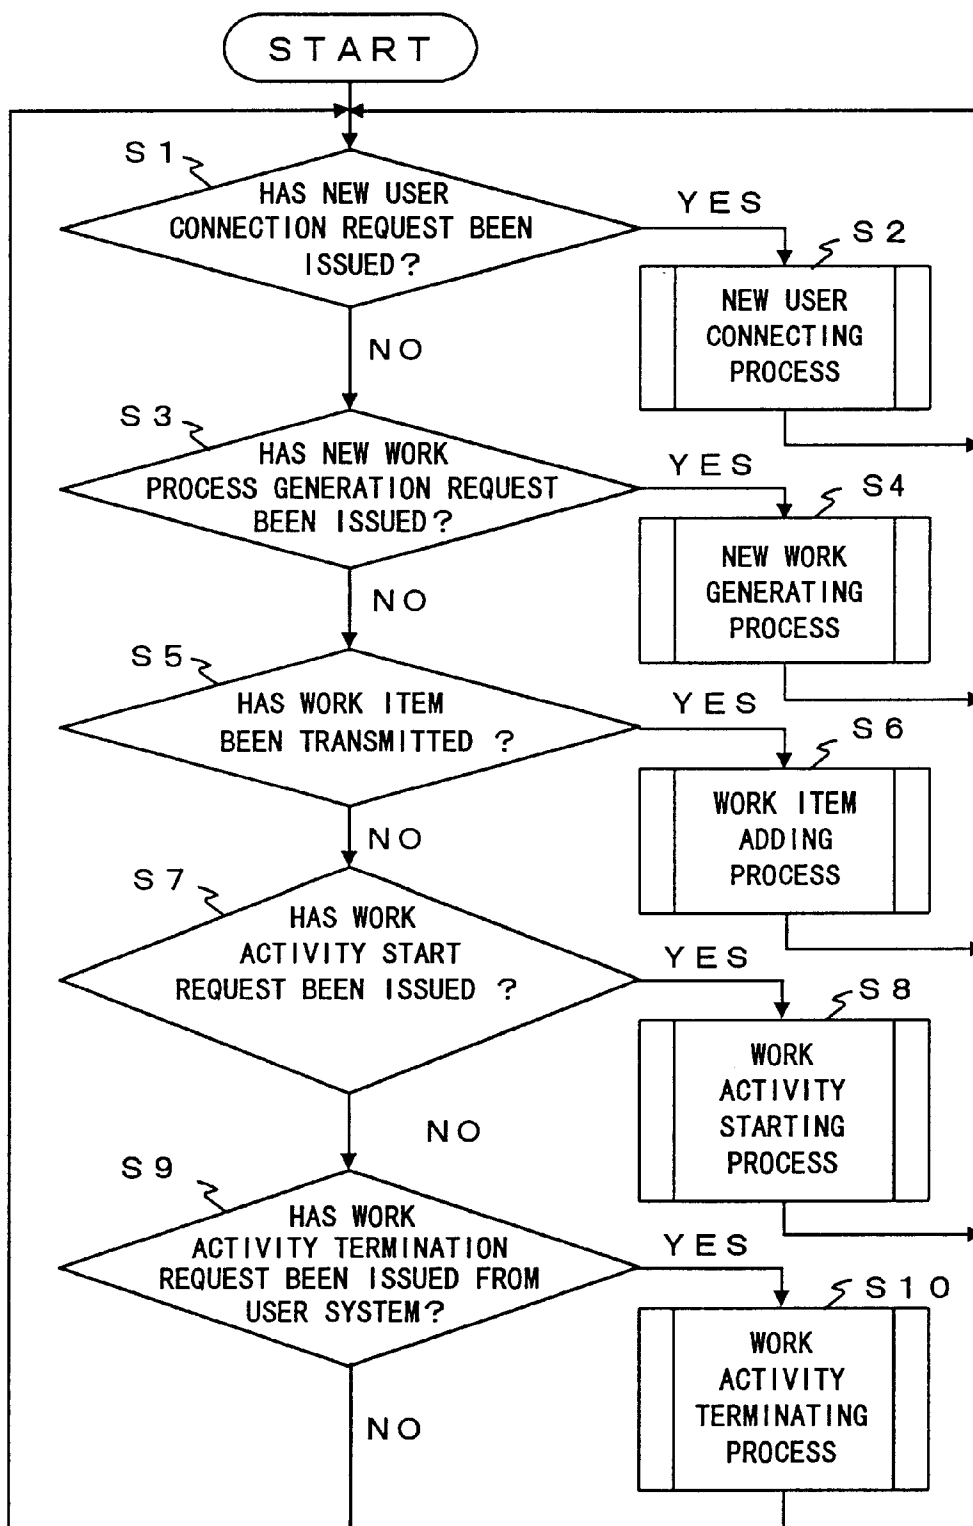 START
S1
HAS NEW USER
CONNECTION REQUEST BEEN
ISSUED?
YES
S2
NEW USER
CONNECTING
PROCESS
NO
S3
HAS NEW WORK
PROCESS GENERATION REQUEST
BEEN ISSUED?
YES
S4
NEW WORK
GENERATING
PROCESS
NO
S5
HAS WORK ITEM
BEEN TRANSMITTED ?
YES
S6
WORK ITEM
ADDING
PROCESS
NO
S7
HAS WORK
ACTIVITY START
REQUEST BEEN ISSUED ?
YES
S8
WORK
ACTIVITY
STARTING
PROCESS
NO
S9
HAS WORK
ACTIVITY TERMINATION
REQUEST BEEN ISSUED FROM
USER SYSTEM?
YES
S10
WORK
ACTIVITY
TERMINATING
PROCESS
NO